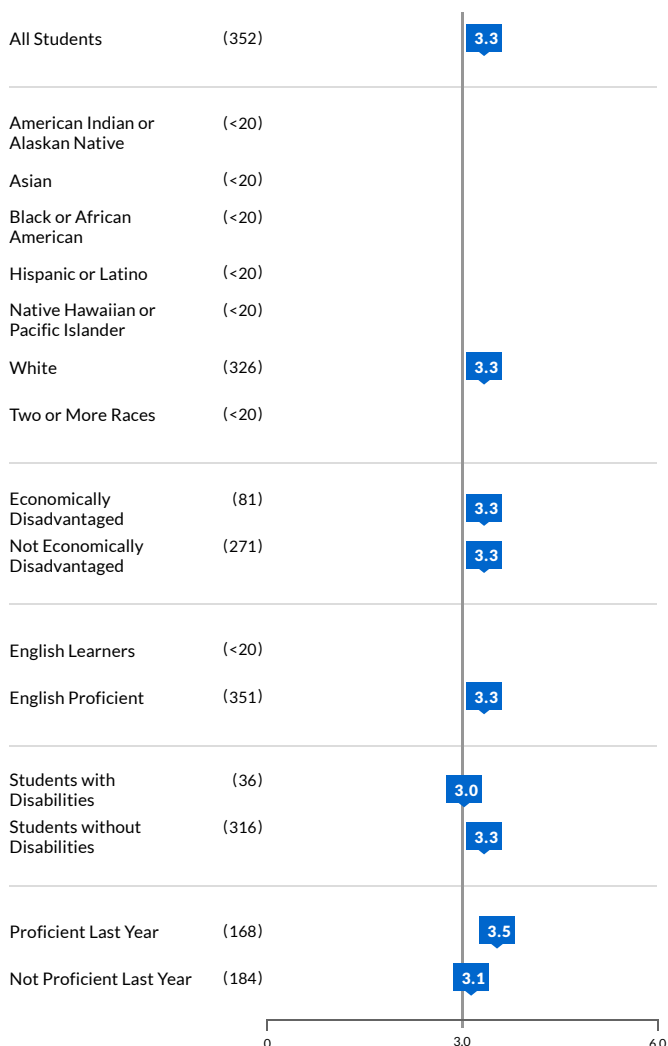 All Students (352) 3.3
American Indian or (<20)
Alaskan Native
Asian (<20)
Black or African (<20)
American
Hispanic or Latino (<20)
Native Hawaiian or (<20)
Pacific Islander
White (326) 3.3
Two or More Races (<20)
Economically (81) 3.3
Disadvantaged
Not Economically (271) 3.3
Disadvantaged
English Learners (<20)
English Proficient (351) 3.3
Students with (36) 3.0
Disabilities
Students without (316) 3.3
Disabilities
Proficient Last Year (168) 3.5
Not Proficient Last Year (184) 3.1
0 3.0 6.0